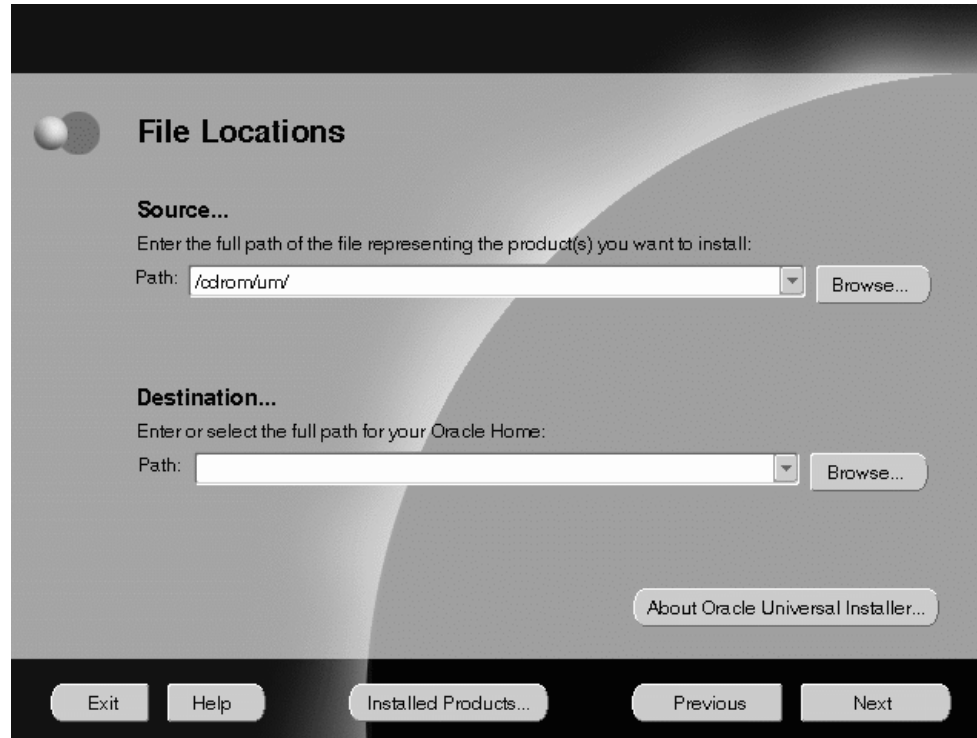 File Locations
Source...
Enter the full path of the file representing the product(s) you want to install:
Path: /cdrom/um/
Browse...
Destination...
Enter or select the full path for your Oracle Home:
Path:
Browse...
About Oracle Universal Installer...
Exit Help Installed Products... Previous Next